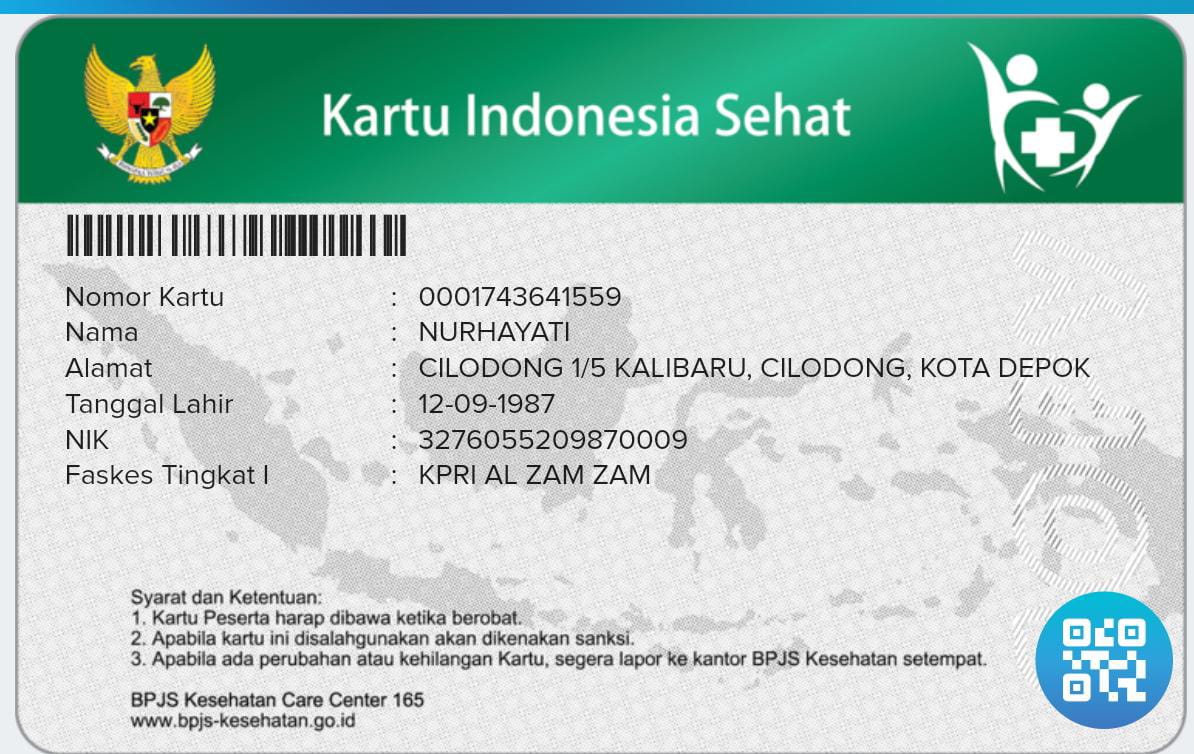 Kartu Indonesia Sehat
Nomor Kartu : 0001743641559
Nama : NURHAYATI
Alamat : CILODONG 1/5 KALIBARU, CILODONG, KOTA DEPOK
Tanggal Lahir : 12-09-1987
NIK : 3276055209870009
Faskes Tingkat I : KPRI AL ZAM ZAM
Syarat dan Ketentuan:
1. Kartu Peserta harap dibawa ketika berobat.
2. Apabila kartu ini disalahgunakan akan dikenakan sanksi.
3. Apabila ada perubahan atau kehilangan Kartu, segera lapor ke kantor BPJS Kesehatan setempat.
BPJS Kesehatan Care Center 165
www.bpjs-kesehatan.go.id